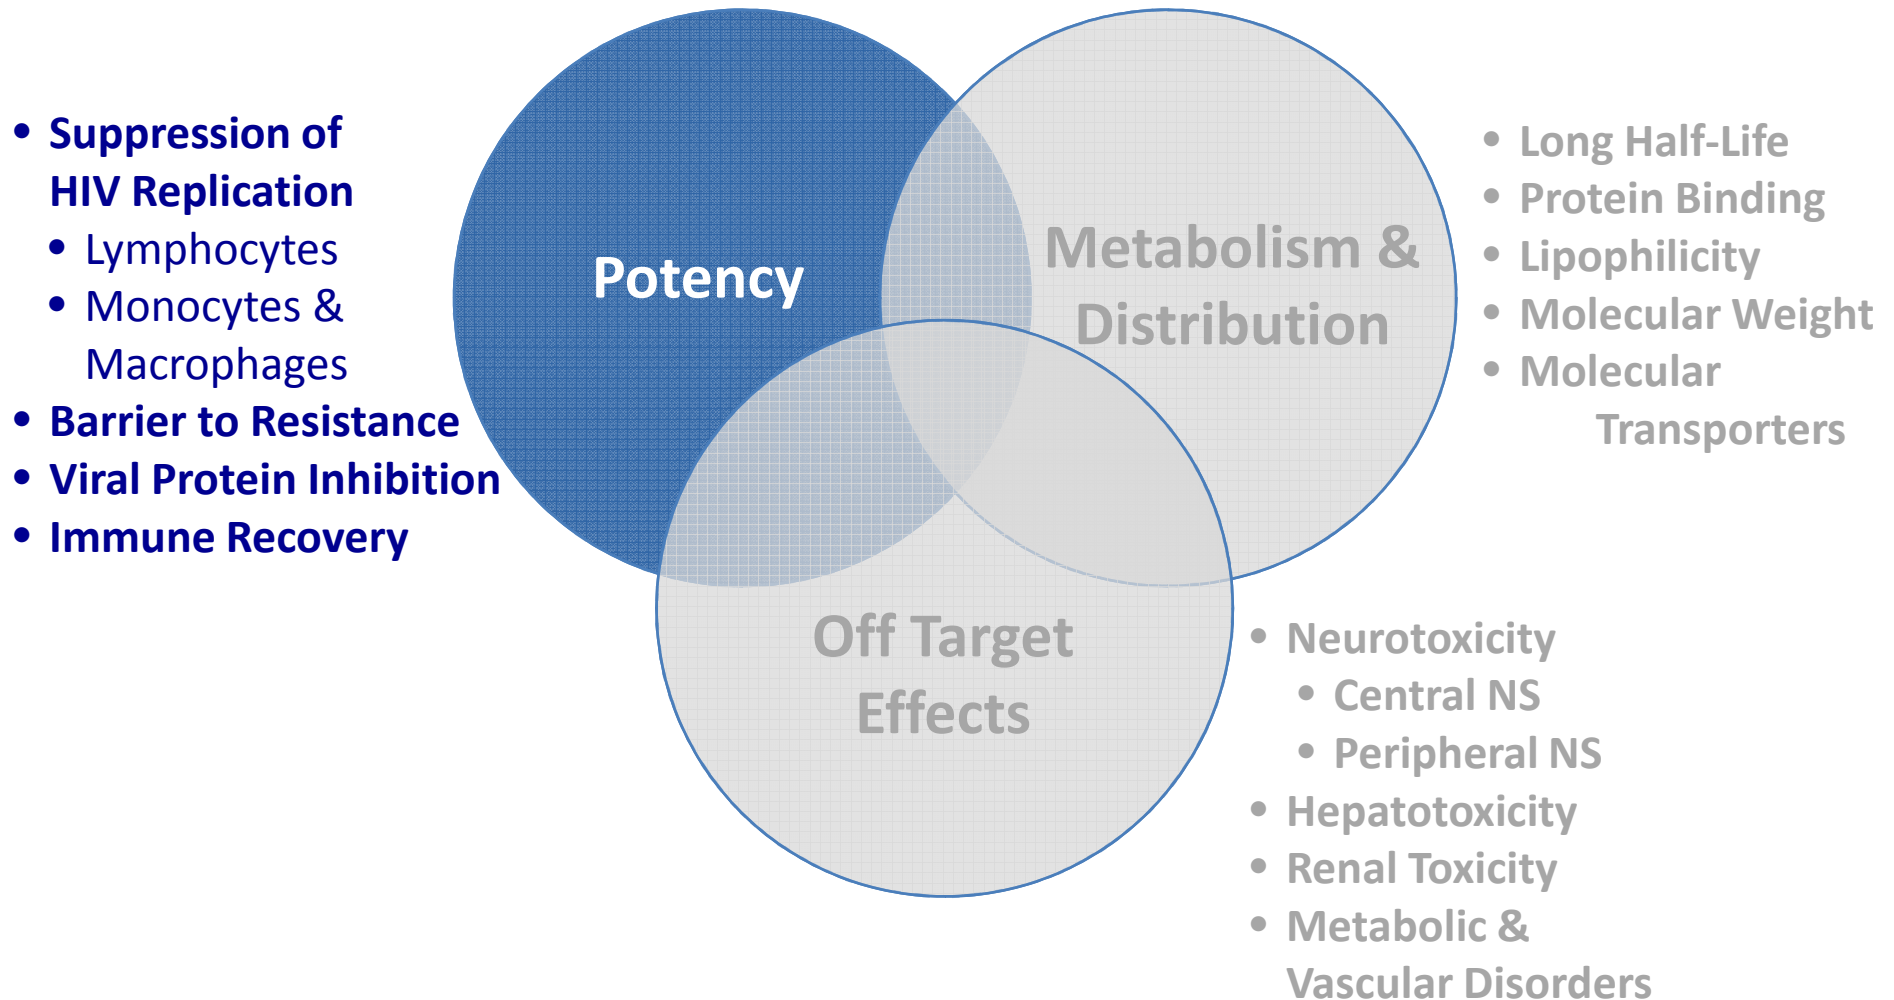 • Suppression of
HIV Replication
• Lymphocytes
• Monocytes &
Macrophages
• Barrier to Resistance
• Viral Protein Inhibition
• Immune Recovery
Potency
Metabolism &
Distribution
• Long Half-Life
• Protein Binding
• Lipophilicity
• Molecular Weight
• Molecular
Transporters
Off Target
Effects
• Neurotoxicity
• Central NS
• Peripheral NS
• Hepatotoxicity
• Renal Toxicity
• Metabolic &
Vascular Disorders